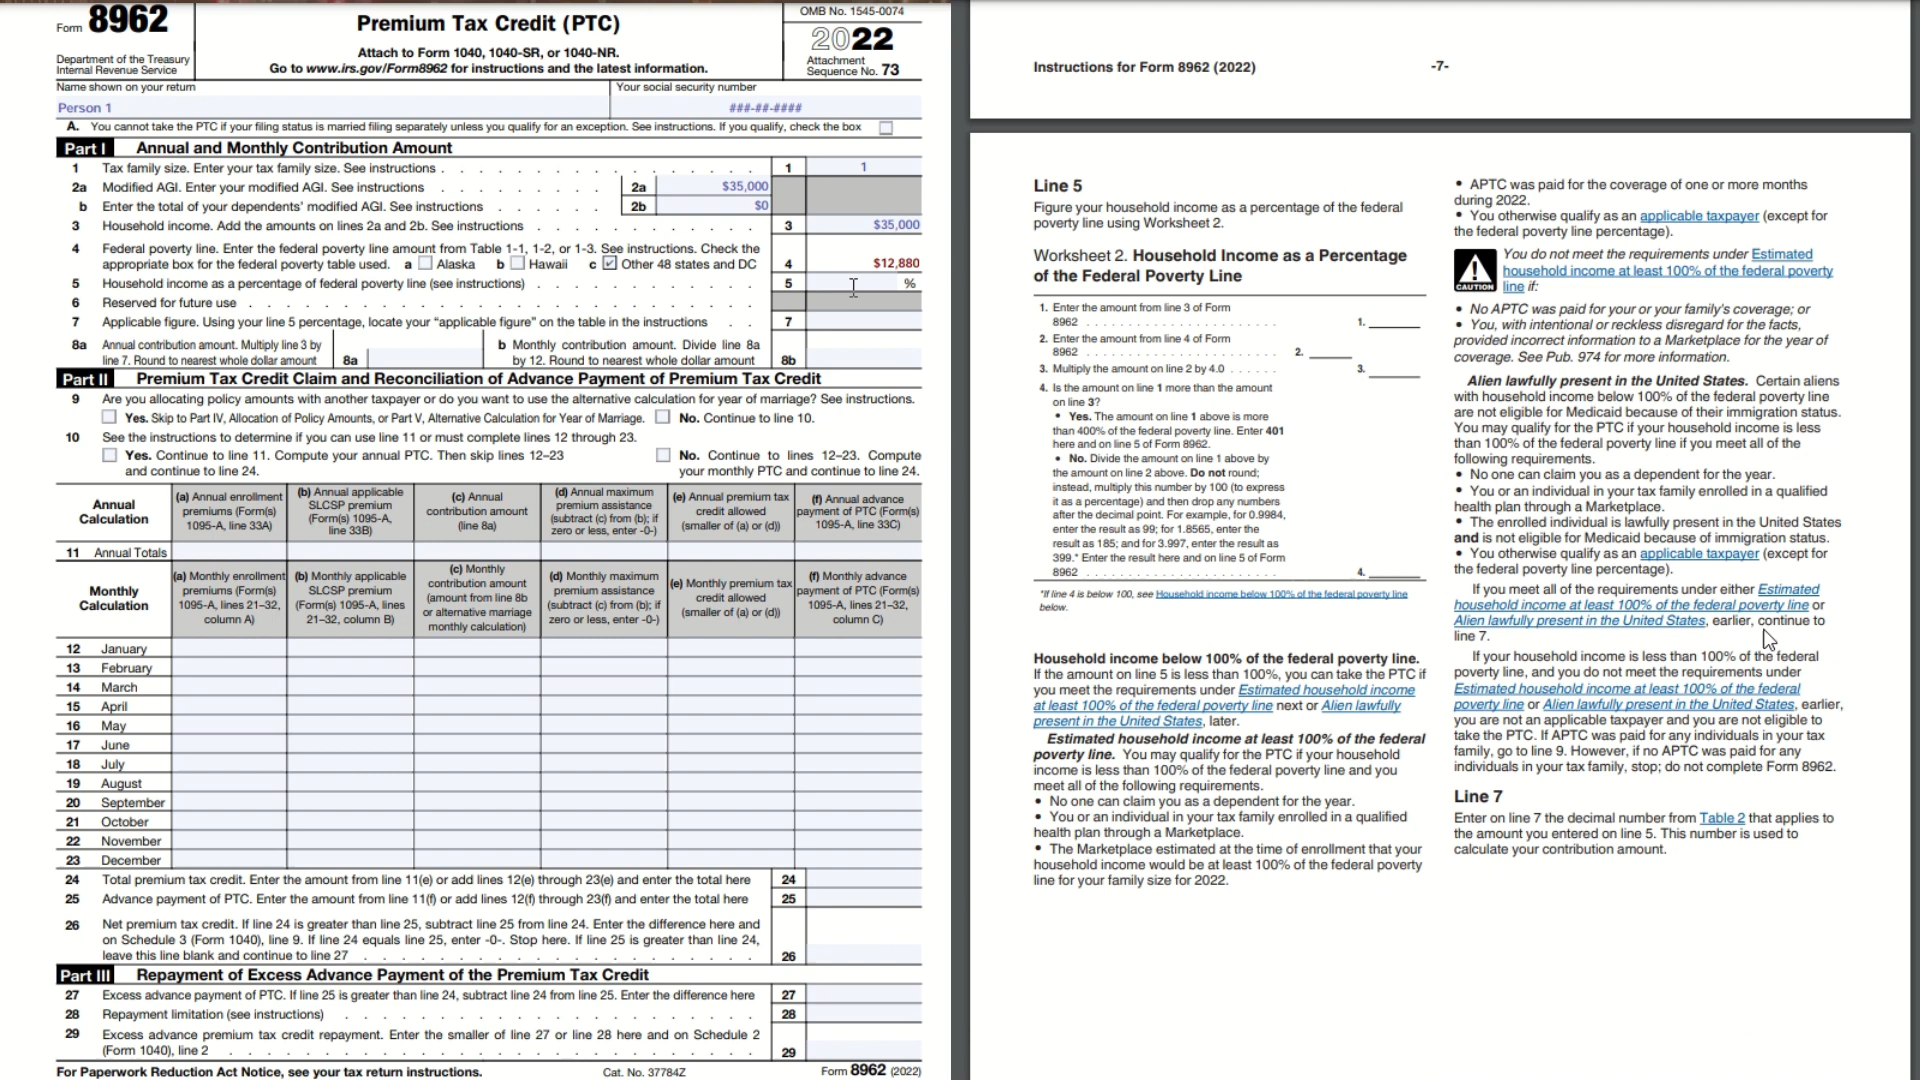 Form 8962
Department of the Treasury
Internal Revenue Service
Premium Tax Credit (PTC)
Attach to Form 1040, 1040-SR, or 1040-NR.
Go to www.irs.gov/Form8962 for instructions and the latest information.
OMB No. 1545-0074
2022
Attachment
Sequence No. 73
Name shown on your return
Person 1
Your social security number
###-##-####
A. You cannot take the PTC if your filing status is married filing separately unless you qualify for an exception. See instructions. If you qualify, check the box
Part I Annual and Monthly Contribution Amount
1 Tax family size. Enter your tax family size. See instructions . . . . . . . . . . . . . . . . . 1 1
2a Modified AGI. Enter your modified AGI. See instructions . . . . . . . . . 2a $35,000
b Enter the total of your dependents' modified AGI. See instructions . . . . . . 2b $0
3 Household income. Add the amounts on lines 2a and 2b. See instructions . . . . . . . . . . . . 3 $35,000
4 Federal poverty line. Enter the federal poverty line amount from Table 1-1, 1-2, or 1-3. See instructions. Check the
appropriate box for the federal poverty table used. a Alaska b Hawaii c Other 48 states and DC 4 $12,880
5 Household income as a percentage of federal poverty line (see instructions) . . . . . . . . . . . . 5 %
6 Reserved for future use . . . . . . . . . . . . . . . . . . . . . . . . . .
7 Applicable figure. Using your line 5 percentage, locate your "applicable figure" on the table in the instructions . . 7
8a Annual contribution amount. Multiply line 3 by
line 7. Round to nearest whole dollar amount 8a
b Monthly contribution amount. Divide line 8a
by 12. Round to nearest whole dollar amount 8b
Part II Premium Tax Credit Claim and Reconciliation of Advance Payment of Premium Tax Credit
9 Are you allocating policy amounts with another taxpayer or do you want to use the alternative calculation for year of marriage? See instructions.
Yes. Skip to Part IV, Allocation of Policy Amounts, or Part V, Alternative Calculation for Year of Marriage. No. Continue to line 10.
10 See the instructions to determine if you can use line 11 or must complete lines 12 through 23.
Yes. Continue to line 11. Compute your annual PTC. Then skip lines 12–23
and continue to line 24.
No. Continue to lines 12–23. Compute
your monthly PTC and continue to line 24.
Annual
Calculation
(a) Annual enrollment
premiums (Form(s)
1095-A, line 33A)
(b) Annual applicable
SLCSP premium
(Form(s) 1095-A,
line 33B)
(c) Annual
contribution amount
(line 8a)
(d) Annual maximum
premium assistance
(subtract (c) from (b); if
zero or less, enter -0-)
(e) Annual premium tax
credit allowed
(smaller of (a) or (d))
(f) Annual advance
payment of PTC (Form(s)
1095-A, line 33C)
11 Annual Totals
Monthly
Calculation
(a) Monthly enrollment
premiums (Form(s)
1095-A, lines 21–32,
column A)
(b) Monthly applicable
SLCSP premium
(Form(s) 1095-A, lines
21–32, column B)
(c) Monthly
contribution amount
(amount from line 8b
or alternative marriage
monthly calculation)
(d) Monthly maximum
premium assistance
(subtract (c) from (b); if
zero or less, enter -0-)
(e) Monthly premium tax
credit allowed
(smaller of (a) or (d))
(f) Monthly advance
payment of PTC (Form(s)
1095-A, lines 21–32,
column C)
12 January
13 February
14 March
15 April
16 May
17 June
18 July
19 August
20 September
21 October
22 November
23 December
24 Total premium tax credit. Enter the amount from line 11(e) or add lines 12(e) through 23(e) and enter the total here 24
25 Advance payment of PTC. Enter the amount from line 11(f) or add lines 12(f) through 23(f) and enter the total here 25
26 Net premium tax credit. If line 24 is greater than line 25, subtract line 25 from line 24. Enter the difference here and
on Schedule 3 (Form 1040), line 9. If line 24 equals line 25, enter -0-. Stop here. If line 25 is greater than line 24,
leave this line blank and continue to line 27 . . . . . . . . . . . . . . . . . . . . 26
Part III Repayment of Excess Advance Payment of the Premium Tax Credit
27 Excess advance payment of PTC. If line 25 is greater than line 24, subtract line 24 from line 25. Enter the difference here 27
28 Repayment limitation (see instructions) . . . . . . . . . . . . . . . . . . . . . 28
29 Excess advance premium tax credit repayment. Enter the smaller of line 27 or line 28 here and on Schedule 2
(Form 1040), line 2 . . . . . . . . . . . . . . . . . . . . . . . . . . . 29
For Paperwork Reduction Act Notice, see your tax return instructions. Cat. No. 37784Z Form 8962 (2022)
Instructions for Form 8962 (2022) -7-
Line 5
Figure your household income as a percentage of the federal
poverty line using Worksheet 2.
Worksheet 2. Household Income as a Percentage
of the Federal Poverty Line
1. Enter the amount from line 3 of Form
8962 . . . . . . . . . . . . . . . . . . . . . . . 1.
2. Enter the amount from line 4 of Form
8962 . . . . . . . . . . . . . . . . . . . . . . . 2.
3. Multiply the amount on line 2 by 4.0 . . . . . . 3.
4. Is the amount on line 1 more than the amount
on line 3?
• Yes. The amount on line 1 above is more
than 400% of the federal poverty line. Enter 401
here and on line 5 of Form 8962.
• No. Divide the amount on line 1 above by
the amount on line 2 above. Do not round;
instead, multiply this number by 100 (to express
it as a percentage) and then drop any numbers
after the decimal point. For example, for 0.9984,
enter the result as 99; for 1.8565, enter the
result as 185; and for 3.997, enter the result as
399.* Enter the result here and on line 5 of Form
8962 . . . . . . . . . . . . . . . . . . . . . . . 4.
*If line 4 is below 100, see Household income below 100% of the federal poverty line
below.
Household income below 100% of the federal poverty line.
If the amount on line 5 is less than 100%, you can take the PTC if
you meet the requirements under Estimated household income
at least 100% of the federal poverty line next or Alien lawfully
present in the United States, later.
Estimated household income at least 100% of the federal
poverty line. You may qualify for the PTC if your household
income is less than 100% of the federal poverty line and you
meet all of the following requirements.
• No one can claim you as a dependent for the year.
• You or an individual in your tax family enrolled in a qualified
health plan through a Marketplace.
• The Marketplace estimated at the time of enrollment that your
household income would be at least 100% of the federal poverty
line for your family size for 2022.
• APTC was paid for the coverage of one or more months
during 2022.
• You otherwise qualify as an applicable taxpayer (except for
the federal poverty line percentage).
CAUTION
You do not meet the requirements under Estimated
household income at least 100% of the federal poverty
line if:
• No APTC was paid for your or your family's coverage; or
• You, with intentional or reckless disregard for the facts,
provided incorrect information to a Marketplace for the year of
coverage. See Pub. 974 for more information.
Alien lawfully present in the United States. Certain aliens
with household income below 100% of the federal poverty line
are not eligible for Medicaid because of their immigration status.
You may qualify for the PTC if your household income is less
than 100% of the federal poverty line if you meet all of the
following requirements.
• No one can claim you as a dependent for the year.
• You or an individual in your tax family enrolled in a qualified
health plan through a Marketplace.
• The enrolled individual is lawfully present in the United States
and is not eligible for Medicaid because of immigration status.
• You otherwise qualify as an applicable taxpayer (except for
the federal poverty line percentage).
If you meet all of the requirements under either Estimated
household income at least 100% of the federal poverty line or
Alien lawfully present in the United States, earlier, continue to
line 7.
If your household income is less than 100% of the federal
poverty line, and you do not meet the requirements under
Estimated household income at least 100% of the federal
poverty line or Alien lawfully present in the United States, earlier,
you are not an applicable taxpayer and you are not eligible to
take the PTC. If APTC was paid for any individuals in your tax
family, go to line 9. However, if no APTC was paid for any
individuals in your tax family, stop; do not complete Form 8962.
Line 7
Enter on line 7 the decimal number from Table 2 that applies to
the amount you entered on line 5. This number is used to
calculate your contribution amount.